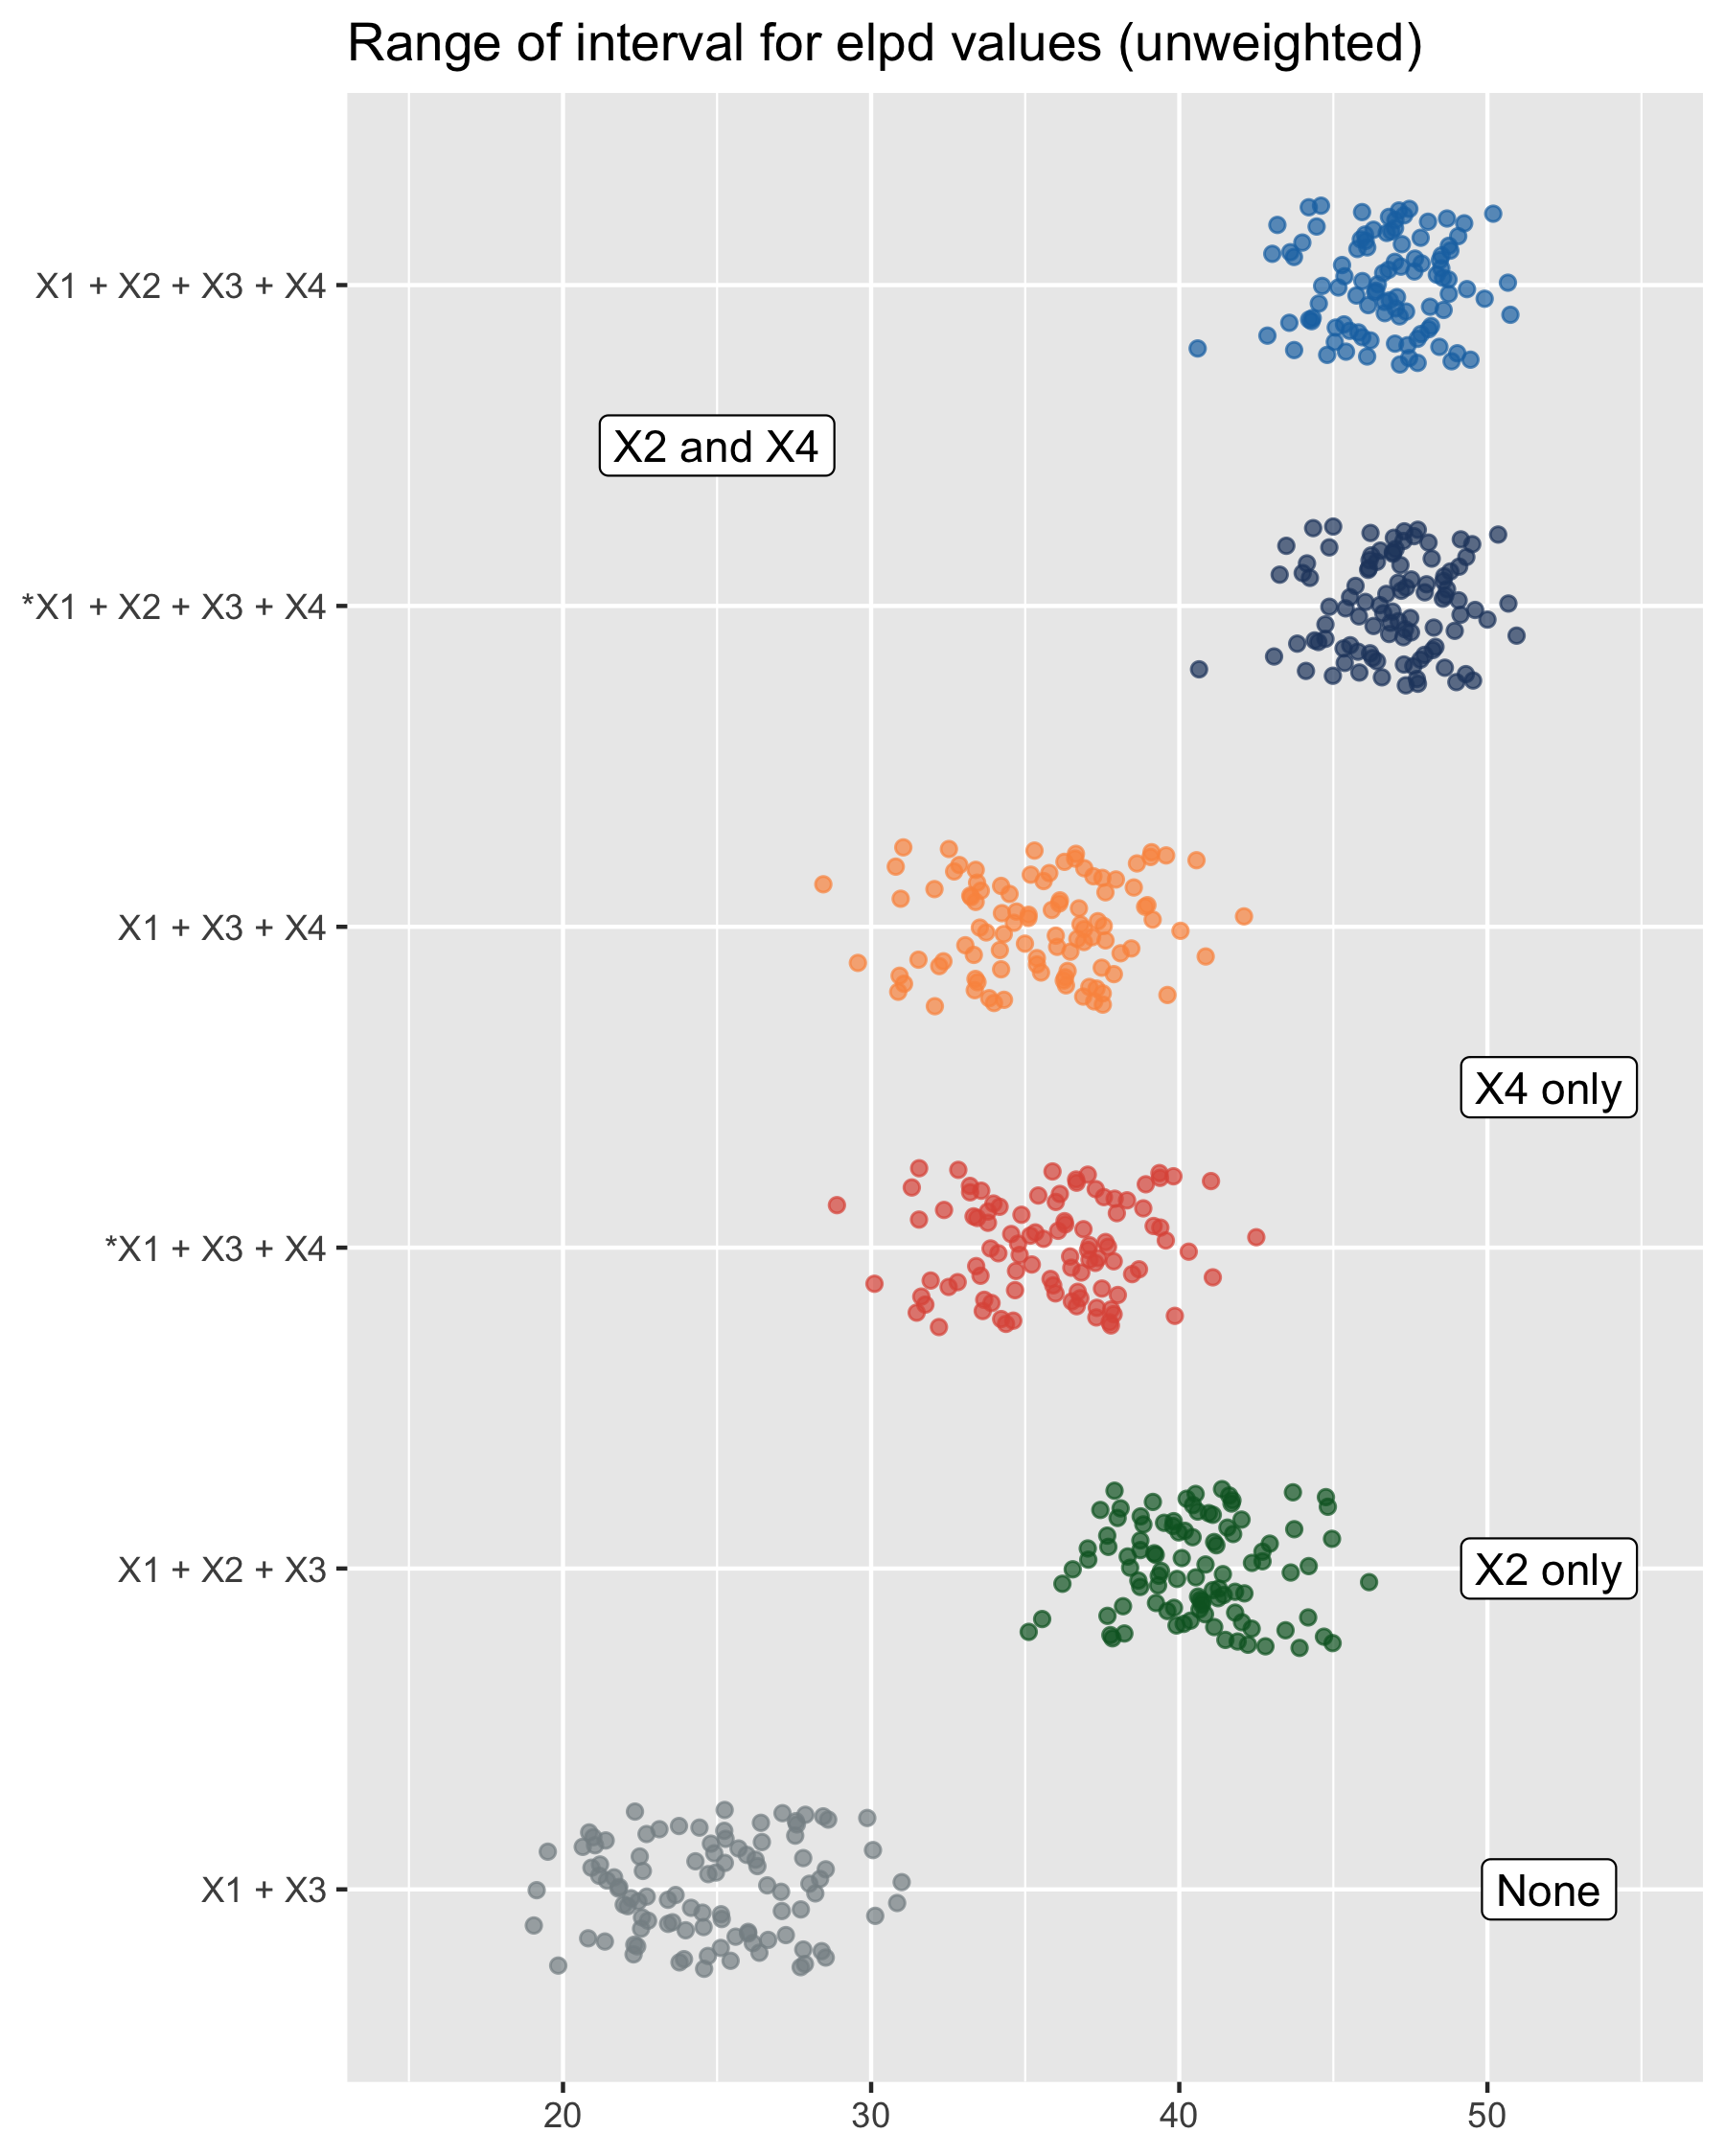 Range of interval for elpd values (unweighted)
X1 + X2 + X3 + X4
X2 and X4
*X1 + X2 + X3 + X4
X1 + X3 + X4
X4 only
*X1 + X3 + X4
X1 + X2 + X3
X2 only
X1 + X3
None
20 30 40 50